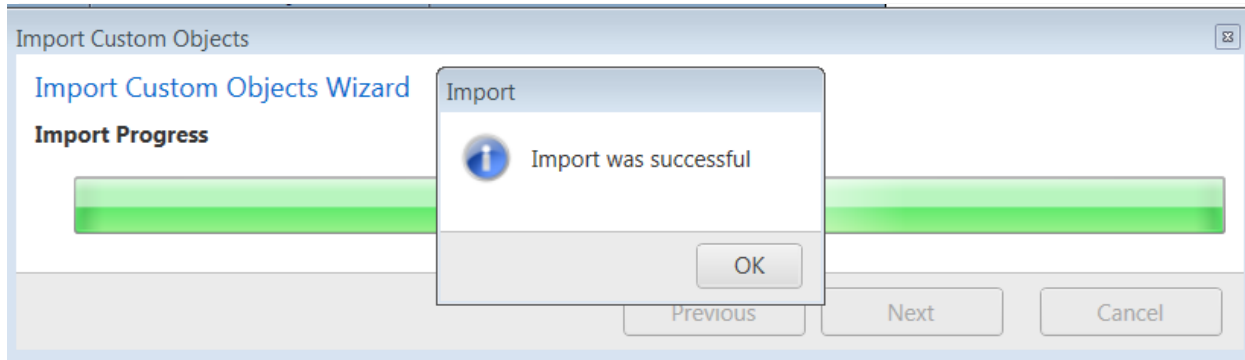 Import Custom Objects
Import Custom Objects Wizard
Import
Import Progress
Import was successful
OK
Previous
Next
Cancel